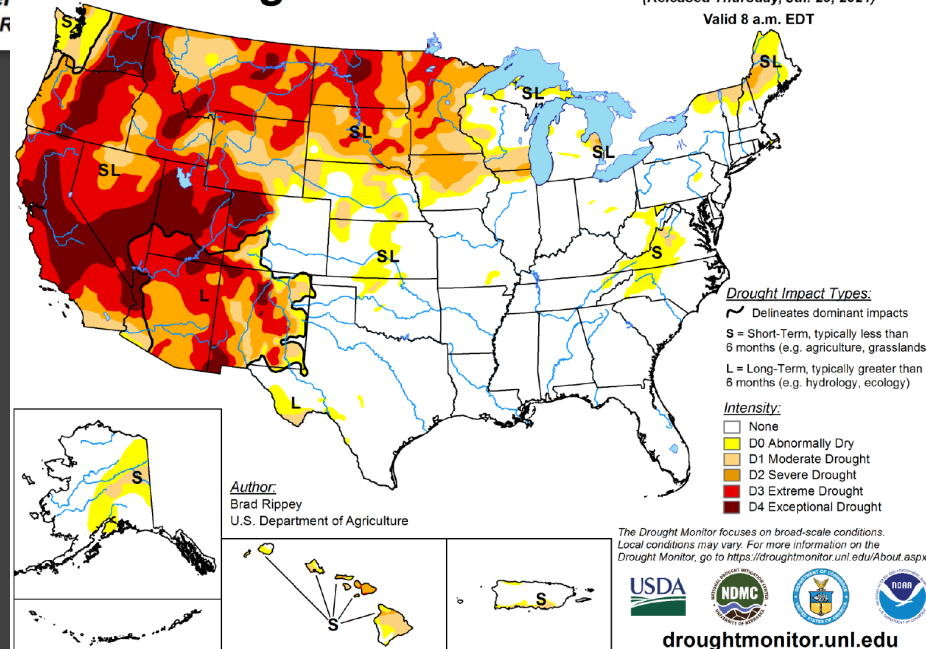 Valid 8 a.m. EDT
S
SL
SL
SL
SL
SL
SL
S
L
L
Drought Impact Types:
Delineates dominant impacts
S = Short-Term, typically less than
6 months (e.g. agriculture, grasslands
L = Long-Term, typically greater than
6 months (e.g. hydrology, ecology)
Intensity:
None
D0 Abnormally Dry
D1 Moderate Drought
D2 Severe Drought
D3 Extreme Drought
D4 Exceptional Drought
S
Author:
Brad Rippey
U.S. Department of Agriculture
S
S
The Drought Monitor focuses on broad-scale conditions.
Local conditions may vary. For more information on the
Drought Monitor, go to https://droughtmonitor.unl.edu/About.aspx
USDA
NDMC
NOAA
droughtmonitor.unl.edu